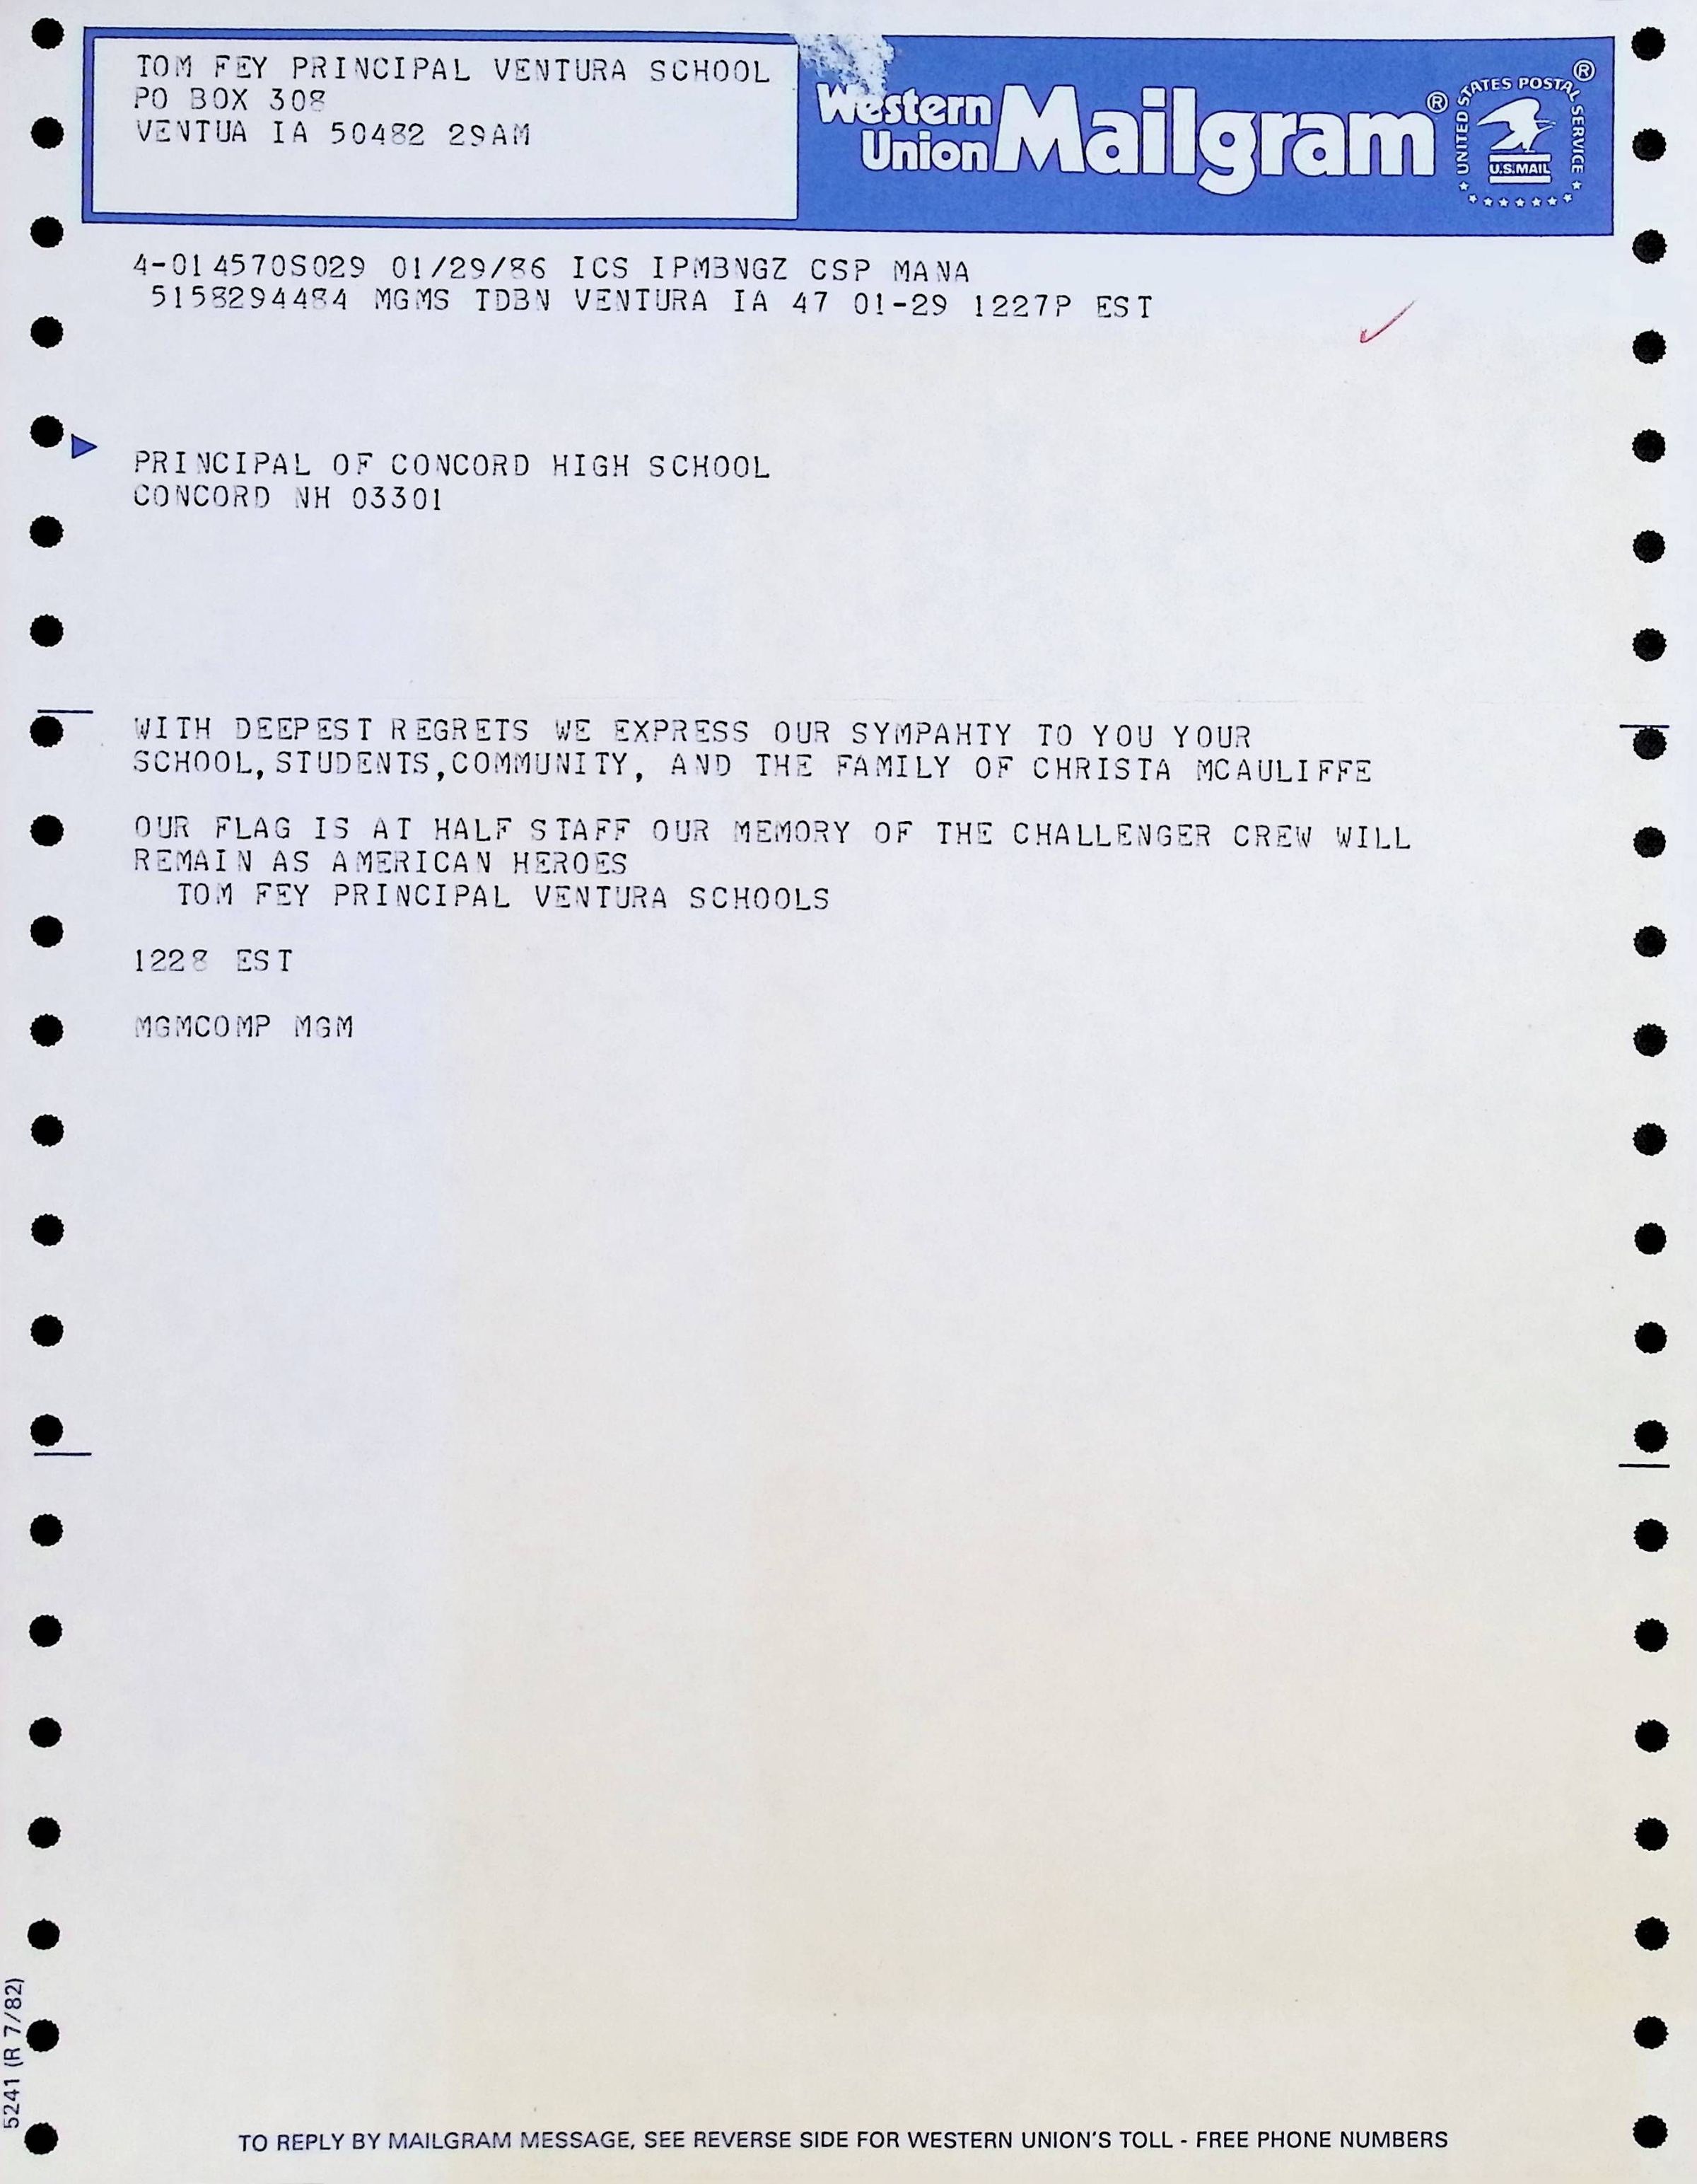 TOM FEY PRINCIPAL VENTURA SCHOOL
PO BOX 308
VENTUA IA 50482 29AM
Western Union Mailgram®
UNITED STATES POSTAL SERVICE ®
U.S.MAIL
4-014570S029 01/29/86 ICS IPMBNGZ CSP MANA
5158294484 MGMS TDBN VENTURA IA 47 01-29 1227P EST
PRINCIPAL OF CONCORD HIGH SCHOOL
CONCORD NH 03301
WITH DEEPEST REGRETS WE EXPRESS OUR SYMPAHTY TO YOU YOUR
SCHOOL,STUDENTS,COMMUNITY, AND THE FAMILY OF CHRISTA MCAULIFFE
OUR FLAG IS AT HALF STAFF OUR MEMORY OF THE CHALLENGER CREW WILL
REMAIN AS AMERICAN HEROES
TOM FEY PRINCIPAL VENTURA SCHOOLS
1228 EST
MGMCOMP MGM
5241 (R 7/82)
TO REPLY BY MAILGRAM MESSAGE, SEE REVERSE SIDE FOR WESTERN UNION'S TOLL - FREE PHONE NUMBERS